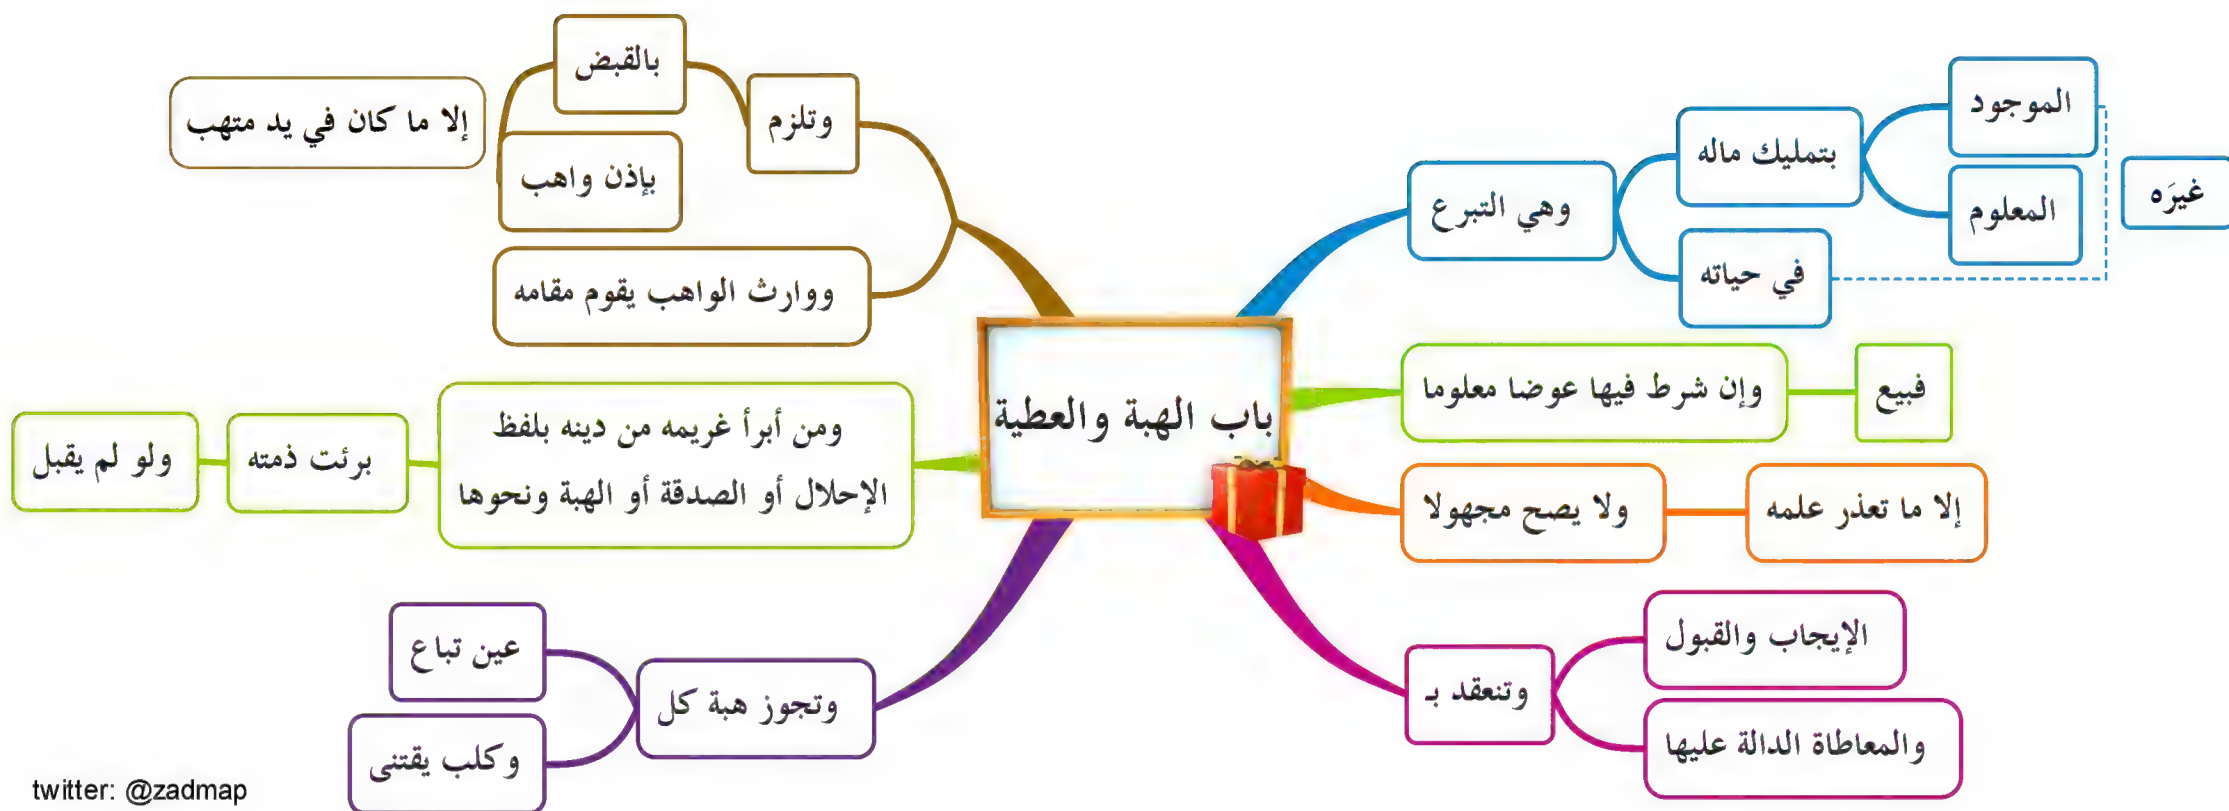 باب الهبة والعطية
وهي التبرع
بتمليك ماله
الموجود
المعلوم
في حياته
غيرَه
وإن شرط فيها عوضا معلوما
فبيع
ولا يصح مجهولا
إلا ما تعذر علمه
وتنعقد بـ
الإيجاب والقبول
والمعاطاة الدالة عليها
وتلزم
بالقبض
بإذن واهب
إلا ما كان في يد متهب
ووارث الواهب يقوم مقامه
ومن أبرأ غريمه من دينه بلفظ
الإحلال أو الصدقة أو الهبة ونحوها
برئت ذمته
ولو لم يقبل
وتجوز هبة كل
عين تباع
وكلب يقتنى
twitter: @zadmap